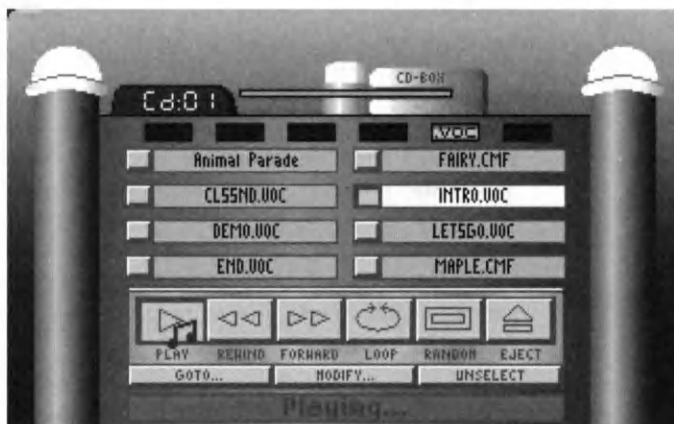 CD-BOX
Cd:01
.VOC
Animal Parade
FAIRY.CMF
CLSSND.VOC
INTRO.VOC
DEMO.VOC
LETSGO.VOC
END.VOC
MAPLE.CMF
PLAY
REWIND
FORWARD
LOOP
RANDOM
EJECT
GOTO...
MODIFY...
UNSELECT
Playing...